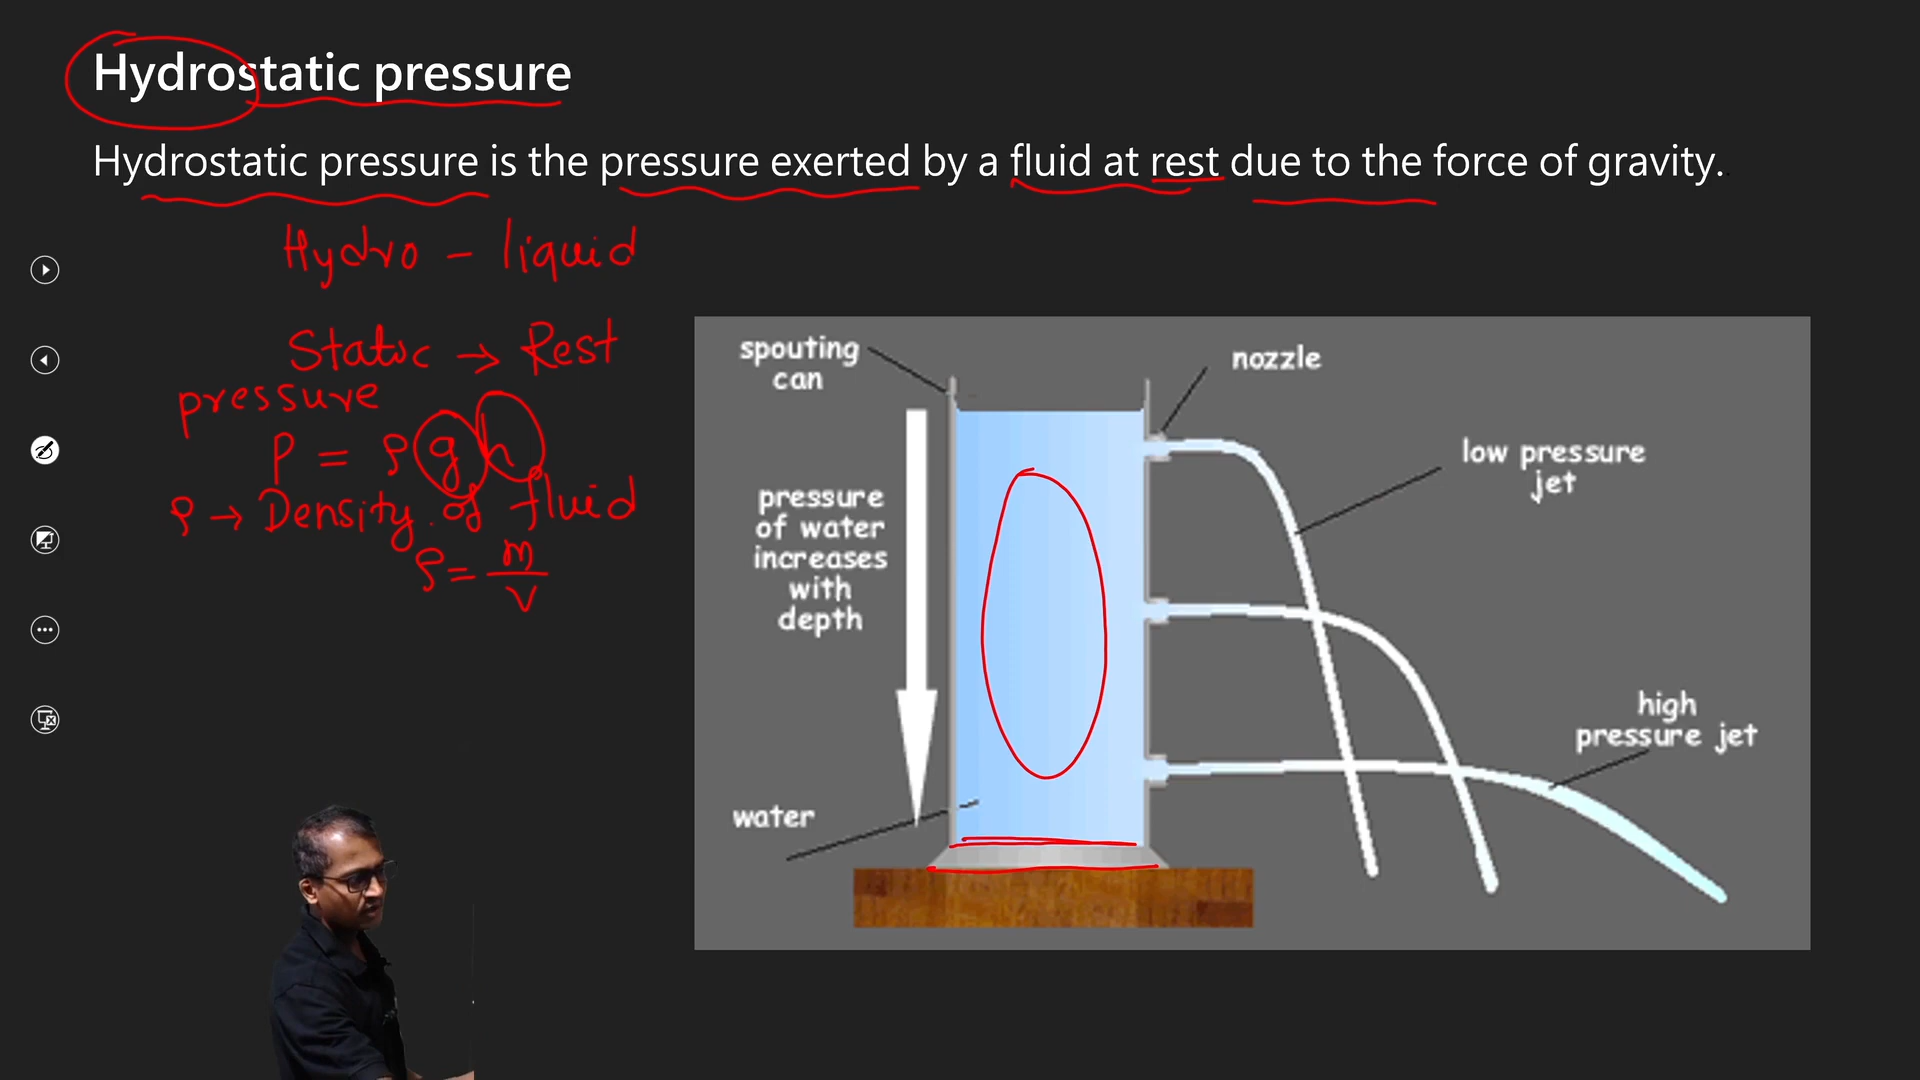 Hydrostatic pressure
Hydrostatic pressure is the pressure exerted by a fluid at rest due to the force of gravity.
Hydro - liquid
Static → Rest
pressure
P = ρgh
ρ → Density of fluid
ρ = m/v
spouting
can
nozzle
low pressure
jet
pressure
of water
increases
with
depth
high
pressure jet
water